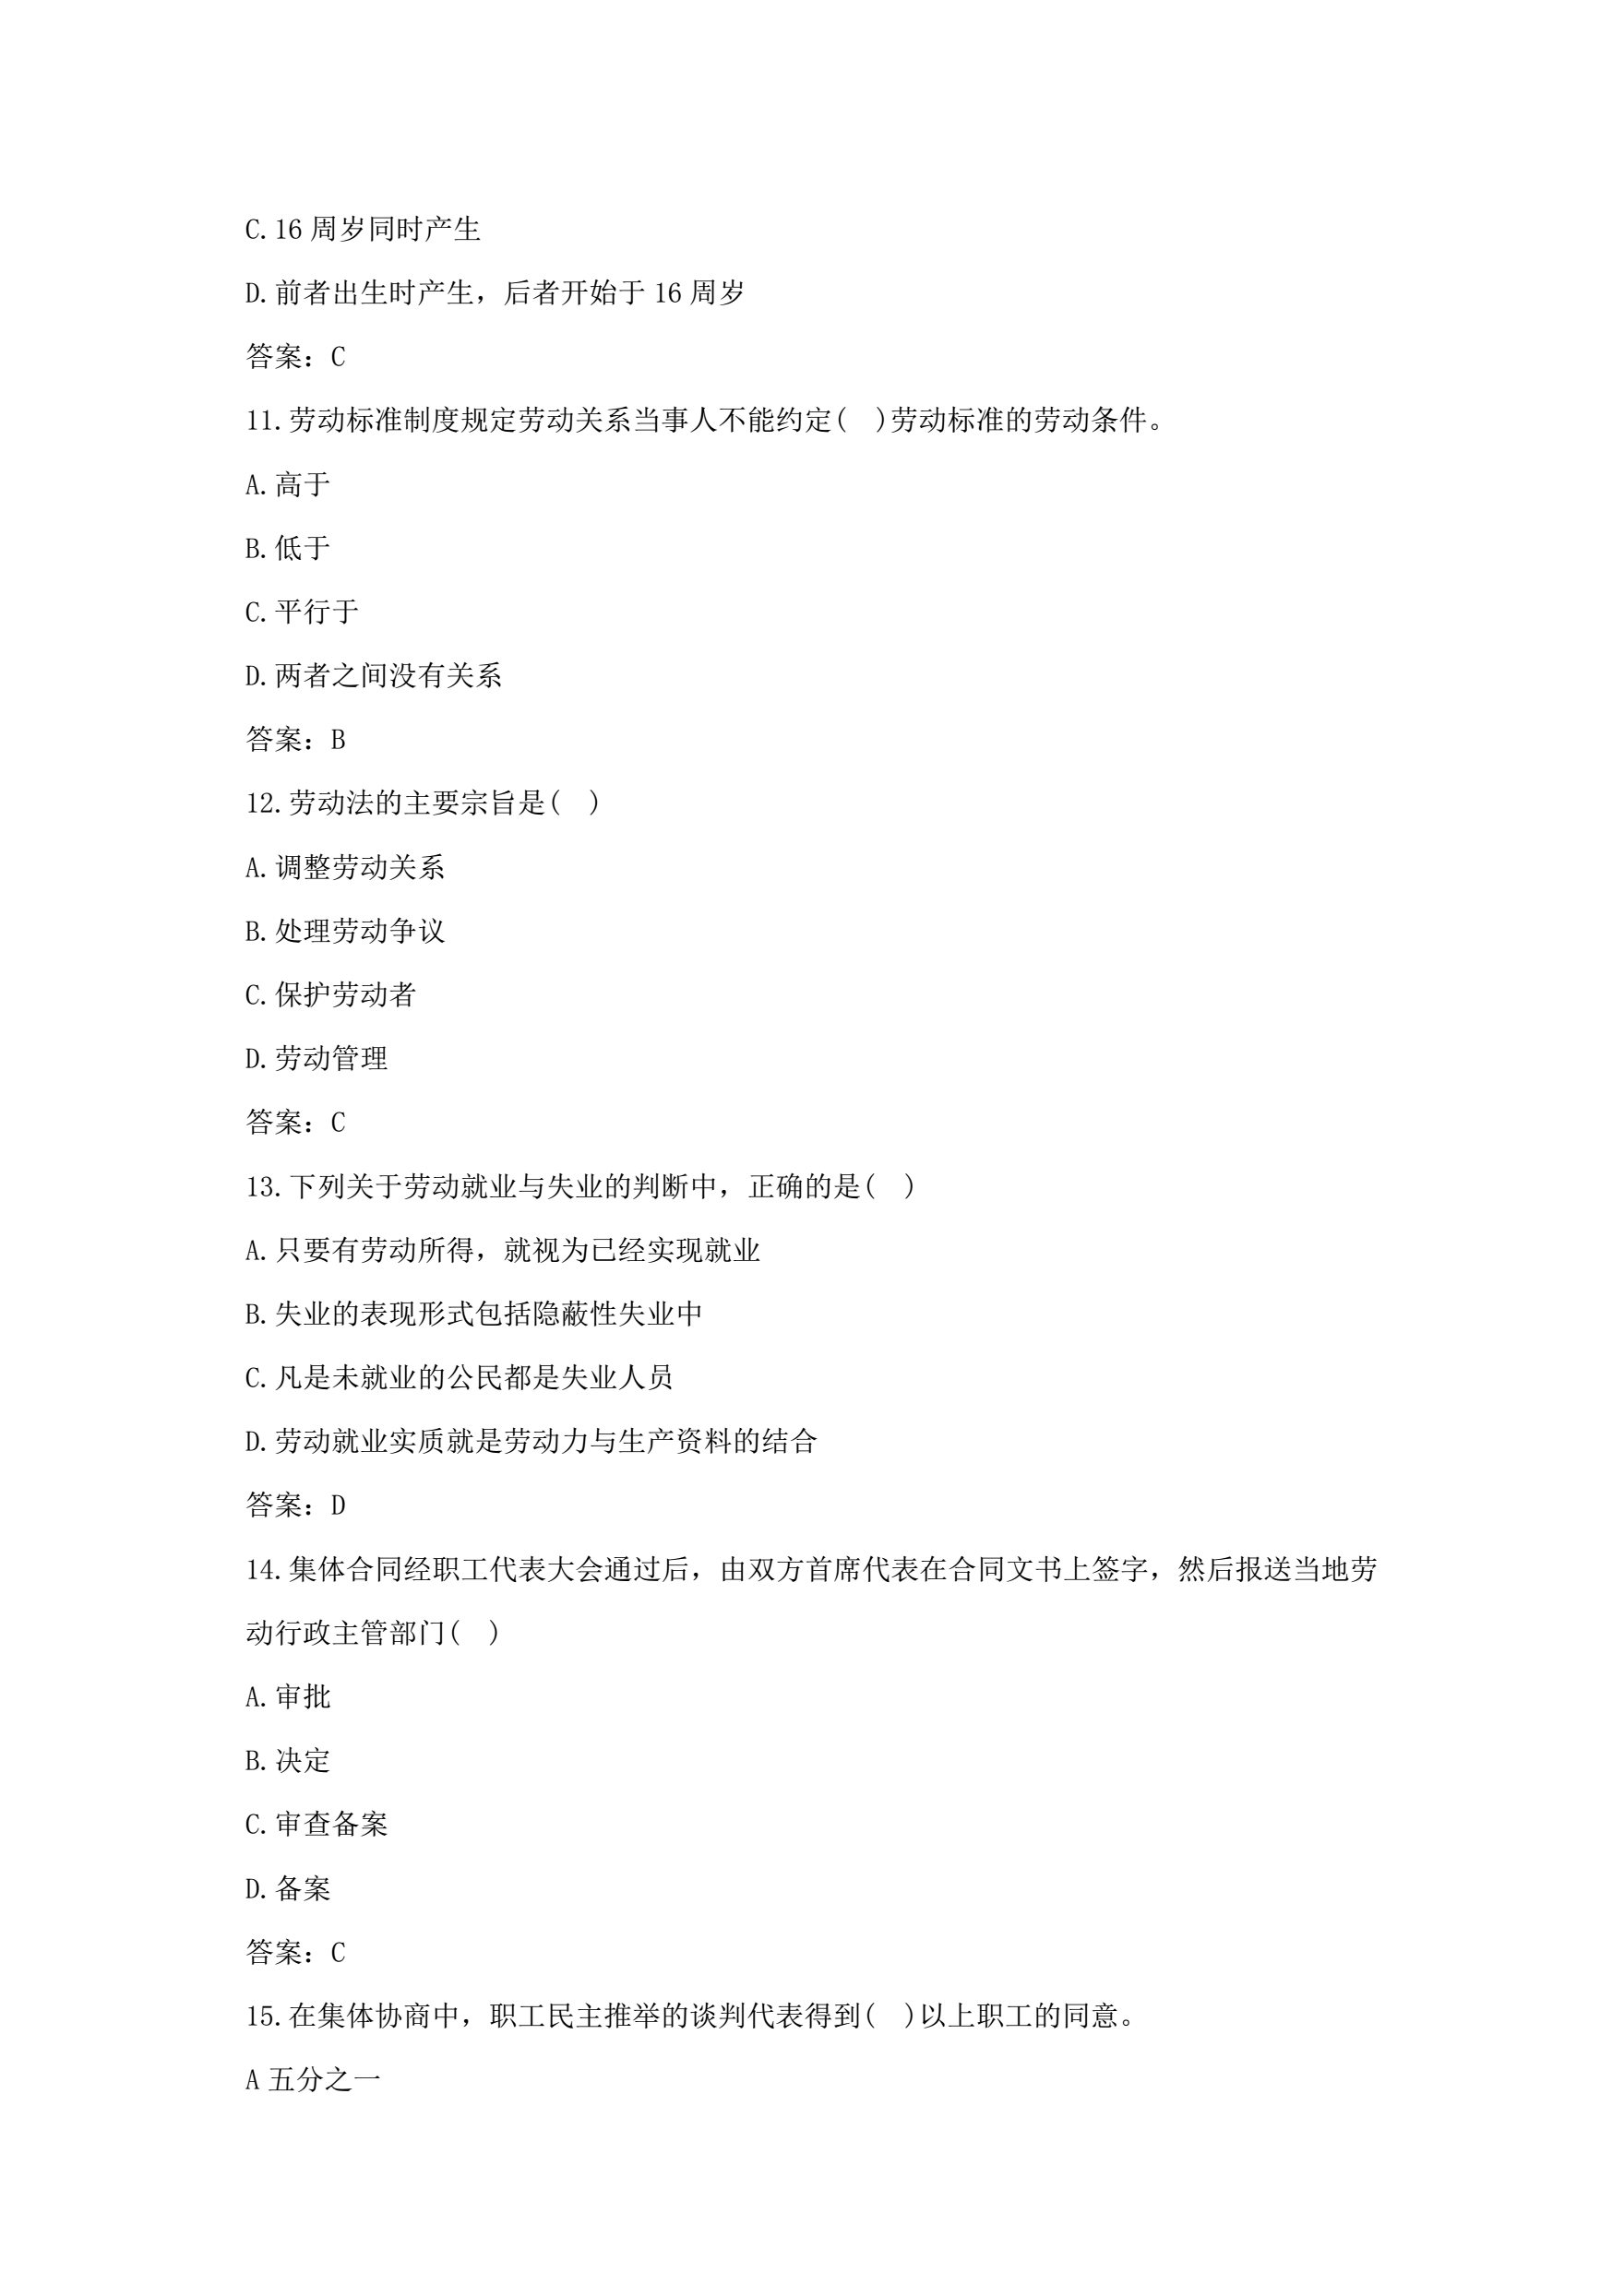 C.16 周岁同时产生
D.前者出生时产生，后者开始于 16 周岁
答案：C
11.劳动标准制度规定劳动关系当事人不能约定(  )劳动标准的劳动条件。
A.高于
B.低于
C.平行于
D.两者之间没有关系
答案：B
12.劳动法的主要宗旨是(  )
A.调整劳动关系
B.处理劳动争议
C.保护劳动者
D.劳动管理
答案：C
13.下列关于劳动就业与失业的判断中，正确的是(  )
A.只要有劳动所得，就视为已经实现就业
B.失业的表现形式包括隐蔽性失业中
C.凡是未就业的公民都是失业人员
D.劳动就业实质就是劳动力与生产资料的结合
答案：D
14.集体合同经职工代表大会通过后，由双方首席代表在合同文书上签字，然后报送当地劳
动行政主管部门(  )
A.审批
B.决定
C.审查备案
D.备案
答案：C
15.在集体协商中，职工民主推举的谈判代表得到(  )以上职工的同意。
A 五分之一